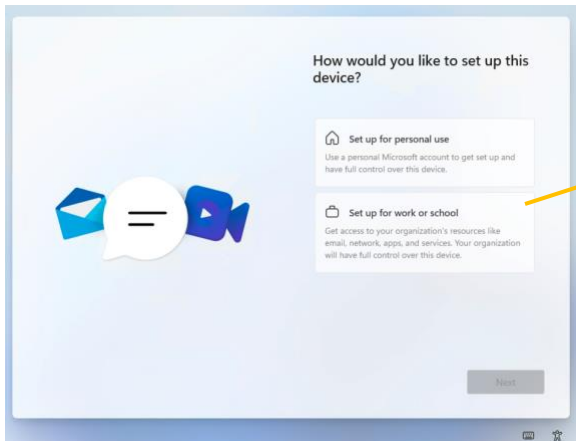 How would you like to set up this
device?
Set up for personal use
Use a personal Microsoft account to get set up and
have full control over this device.
Set up for work or school
Get access to your organization's resources like
email, network, apps, and services. Your organization
will have full control over this device.
Next